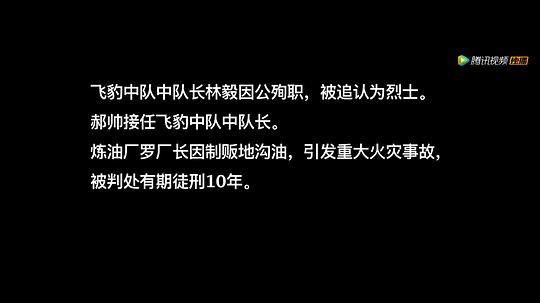 腾讯视频 独播
飞豹中队中队长林毅因公殉职，被追认为烈士。
郝帅接任飞豹中队中队长。
炼油厂罗厂长因制贩地沟油，引发重大火灾事故，
被判处有期徒刑10年。